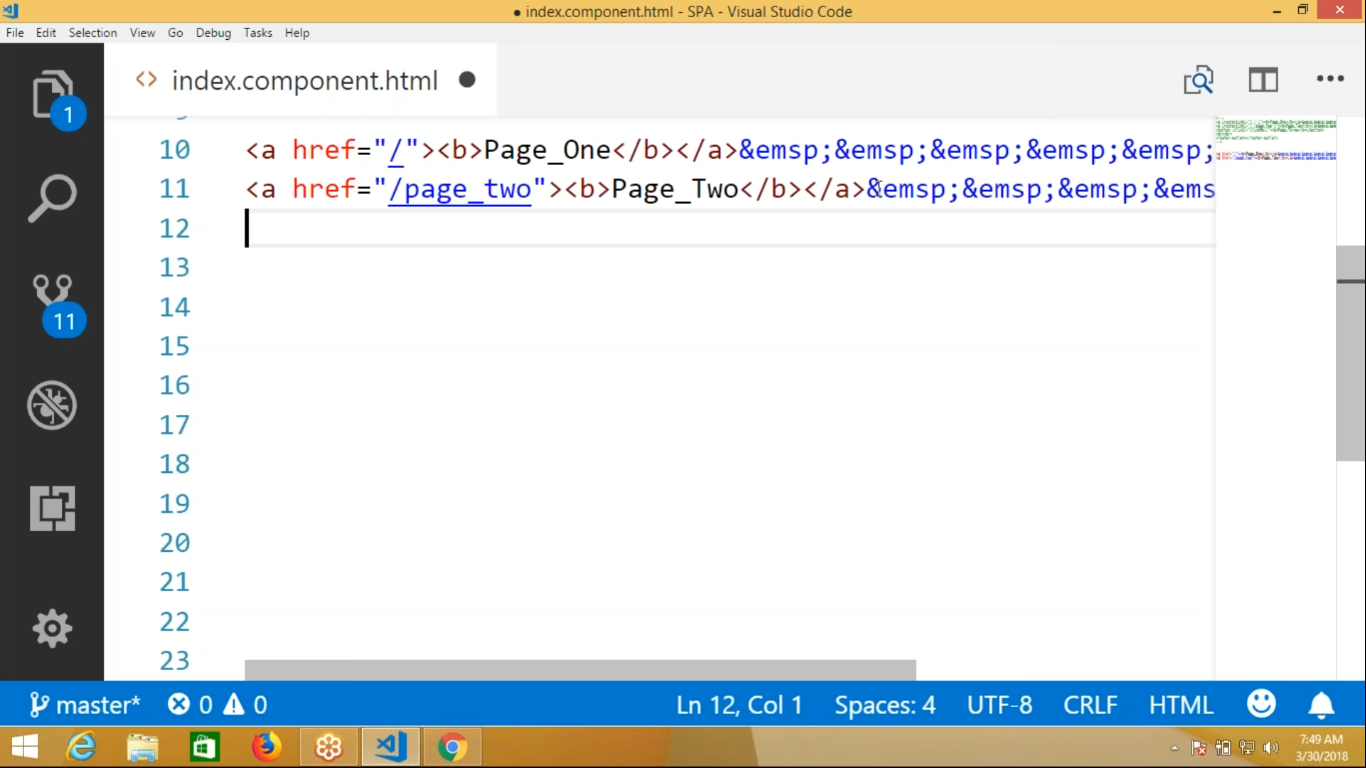 index.component.html - SPA - Visual Studio Code
File Edit Selection View Go Debug Tasks Help
index.component.html
1
11
10 <a href="/"><b>Page_One</b></a>&emsp;&emsp;&emsp;&emsp;&emsp;
11 <a href="/page_two"><b>Page_Two</b></a>&emsp;&emsp;&emsp;&ems
12
13
14
15
16
17
18
19
20
21
22
23
master* 0 0 Ln 12, Col 1 Spaces: 4 UTF-8 CRLF HTML
7:49 AM
3/30/2018